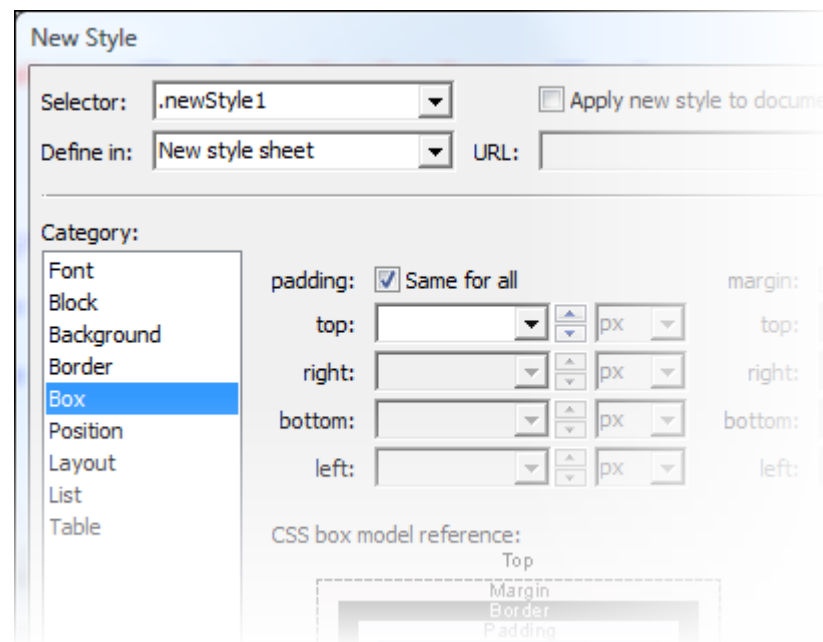 New Style
Selector: .newStyle1 Apply new style to docume
Define in: New style sheet URL:
Category:
Font
Block
Background
Border
Box
Position
Layout
List
Table
padding: Same for all margin:
top: px top:
right: px right:
bottom: px bottom:
left: px left:
CSS box model reference:
Top
Margin
Border
Padding